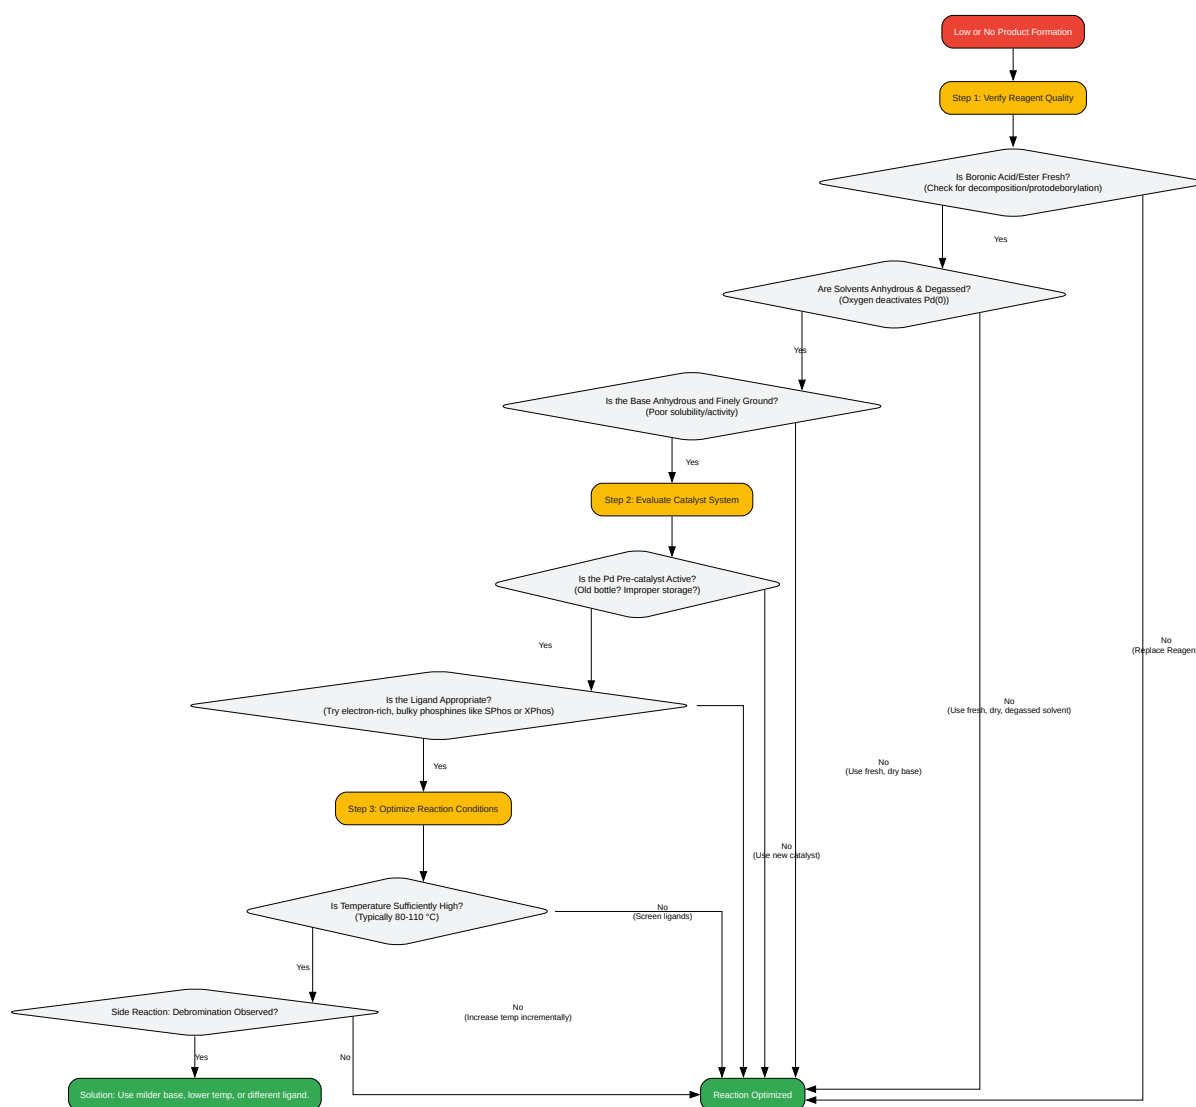 Low or No Product Formation
Step 1: Verify Reagent Quality
Is Boronic Acid/Ester Fresh?
(Check for decomposition/protodeborylation)
Yes
Are Solvents Anhydrous & Degassed?
(Oxygen deactivates Pd(0))
Yes
Is the Base Anhydrous and Finely Ground?
(Poor solubility/activity)
Yes
Step 2: Evaluate Catalyst System
Is the Pd Pre-catalyst Active?
(Old bottle? Improper storage?)
Yes
No
(Replace Reagen
Is the Ligand Appropriate?
(Try electron-rich, bulky phosphines like SPhos or XPhos)
No
(Use fresh, dry, degassed solvent)
Yes
No
(Use fresh, dry base)
Step 3: Optimize Reaction Conditions
No
(Use new catalyst)
Is Temperature Sufficiently High?
(Typically 80-110 °C)
No
(Screen ligands)
Yes
Side Reaction: Debromination Observed?
No
(Increase temp incrementally)
Yes
No
Solution: Use milder base, lower temp, or different ligand.
Reaction Optimized